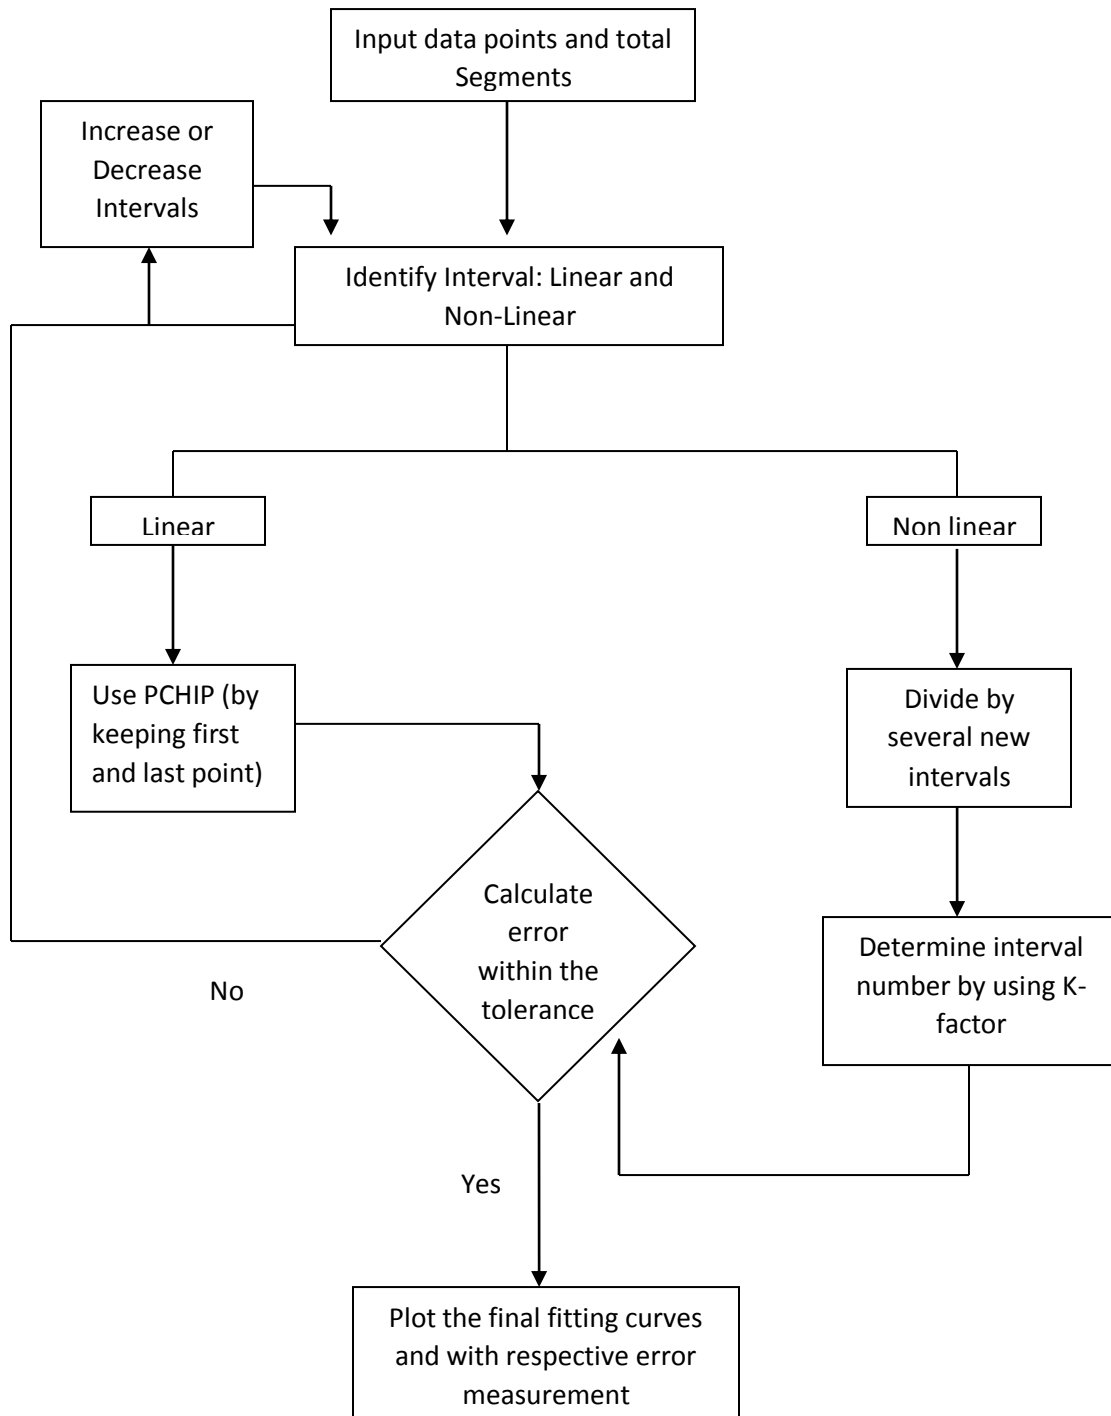 Input data points and total
Segments
Increase or
Decrease
Intervals
Identify Interval: Linear and
Non-Linear
Linear
Non linear
Use PCHIP (by
keeping first
and last point)
Divide by
several new
intervals
Calculate
error
within the
tolerance
Determine interval
number by using K-
factor
No
Yes
Plot the final fitting curves
and with respective error
measurement